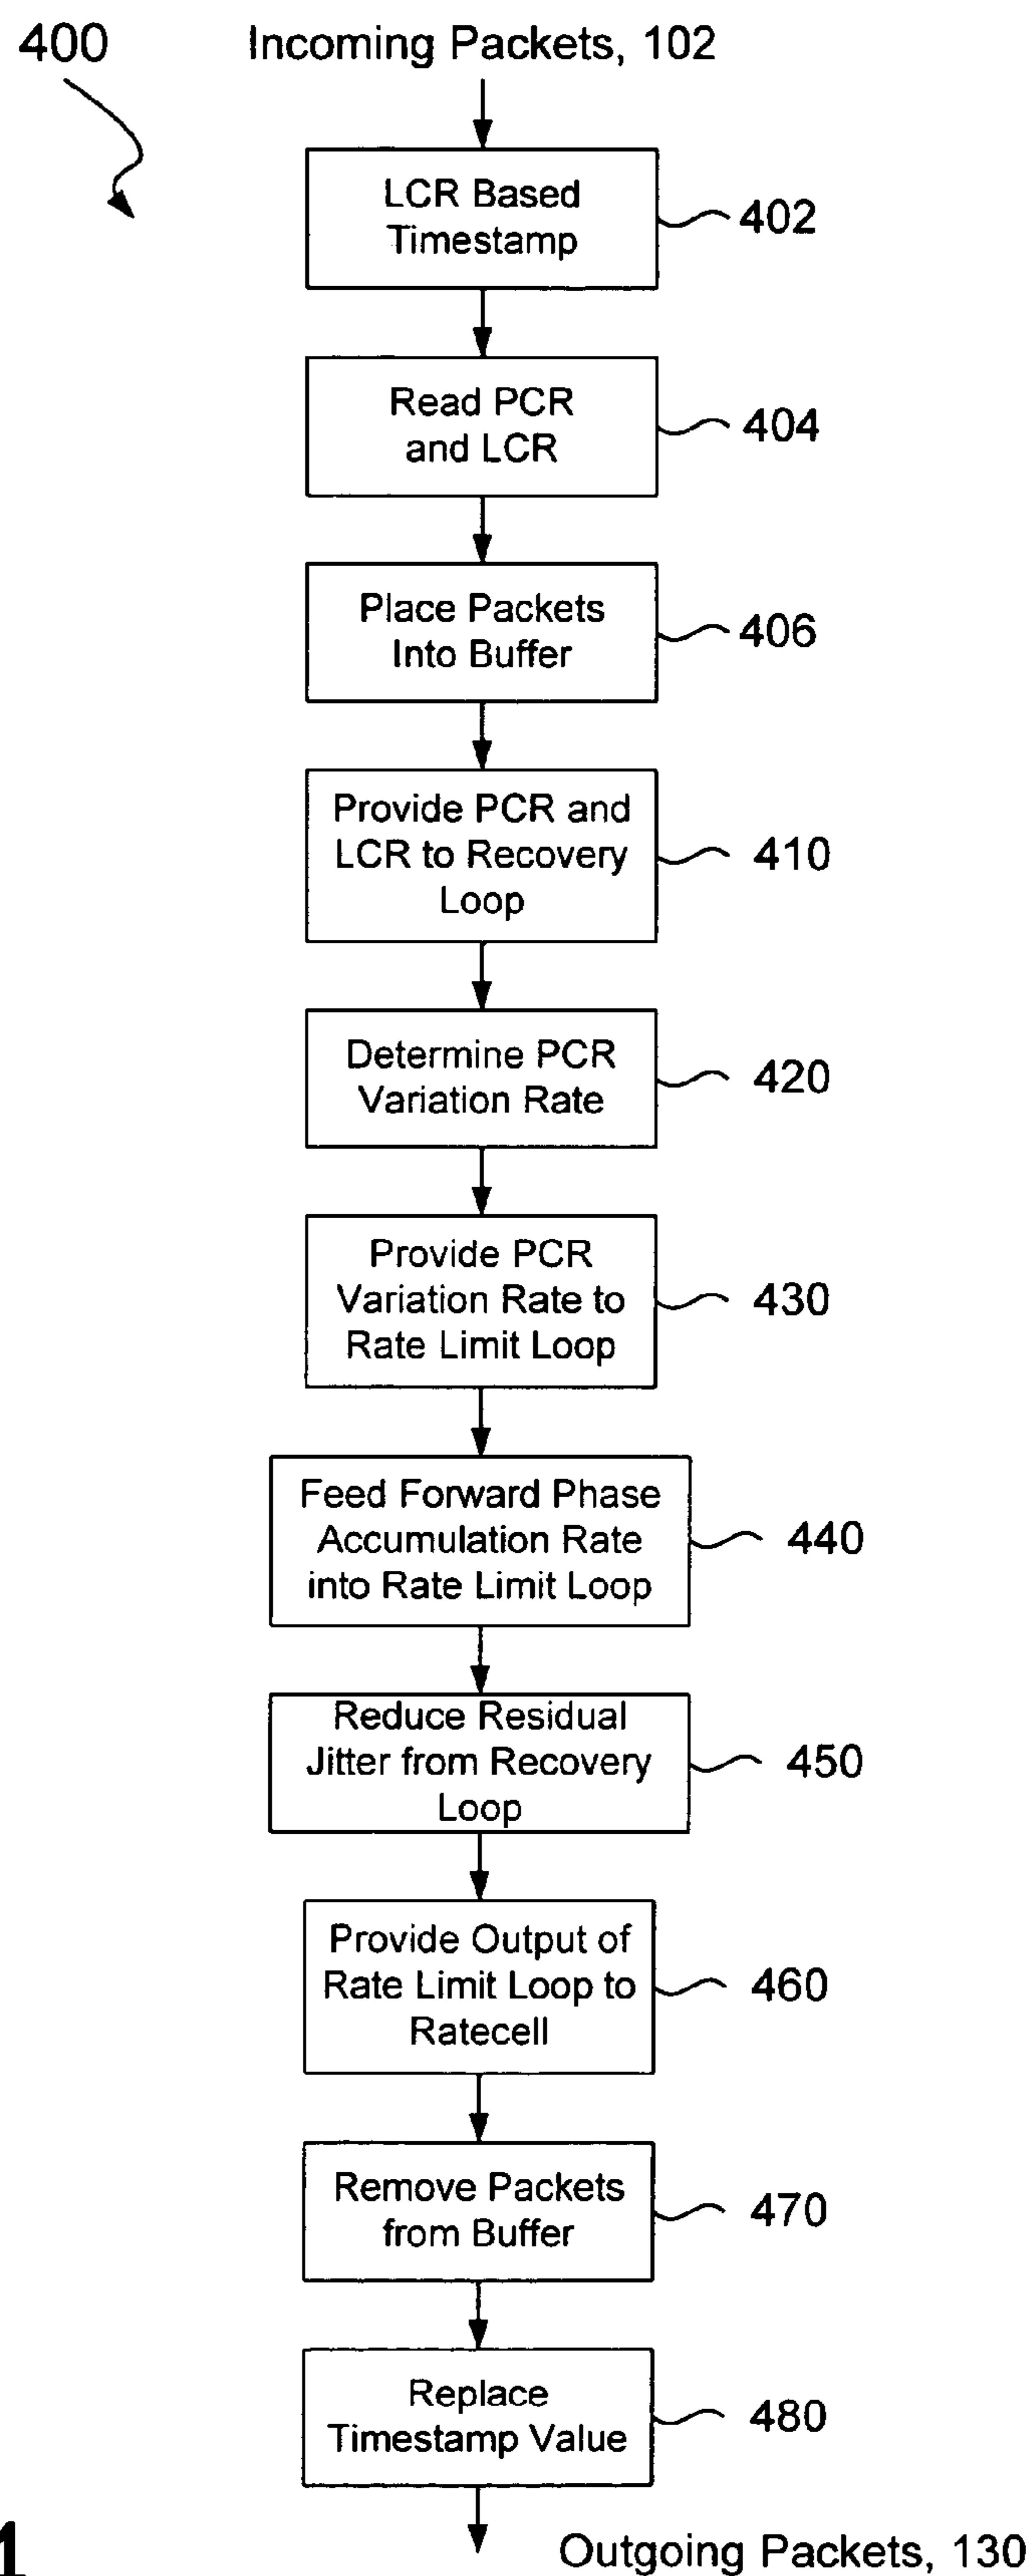 400
Incoming Packets, 102
LCR Based
Timestamp
402
Read PCR
and LCR
404
Place Packets
Into Buffer
406
Provide PCR and
LCR to Recovery
Loop
410
Determine PCR
Variation Rate
420
Provide PCR
Variation Rate to
Rate Limit Loop
430
Feed Forward Phase
Accumulation Rate
into Rate Limit Loop
440
Reduce Residual
Jitter from Recovery
Loop
450
Provide Output of
Rate Limit Loop to
Ratecell
460
Remove Packets
from Buffer
470
Replace
Timestamp Value
480
Outgoing Packets, 130